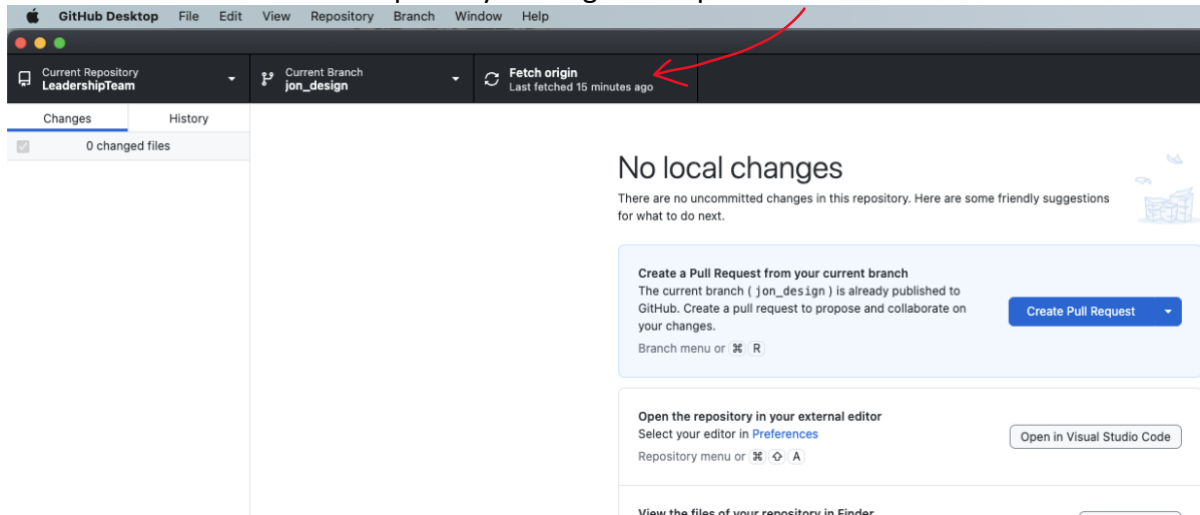 GitHub Desktop File Edit View Repository Branch Window Help
Current Repository
LeadershipTeam
Current Branch
jon_design
Fetch origin
Last fetched 15 minutes ago
Changes History
0 changed files
No local changes
There are no uncommitted changes in this repository. Here are some friendly suggestions
for what to do next.
Create a Pull Request from your current branch
The current branch ( jon_design ) is already published to
GitHub. Create a pull request to propose and collaborate on
your changes.
Branch menu or ⌘ R
Create Pull Request
Open the repository in your external editor
Select your editor in Preferences
Repository menu or ⌘ ⇧ A
Open in Visual Studio Code
View the files of your repository in Finder